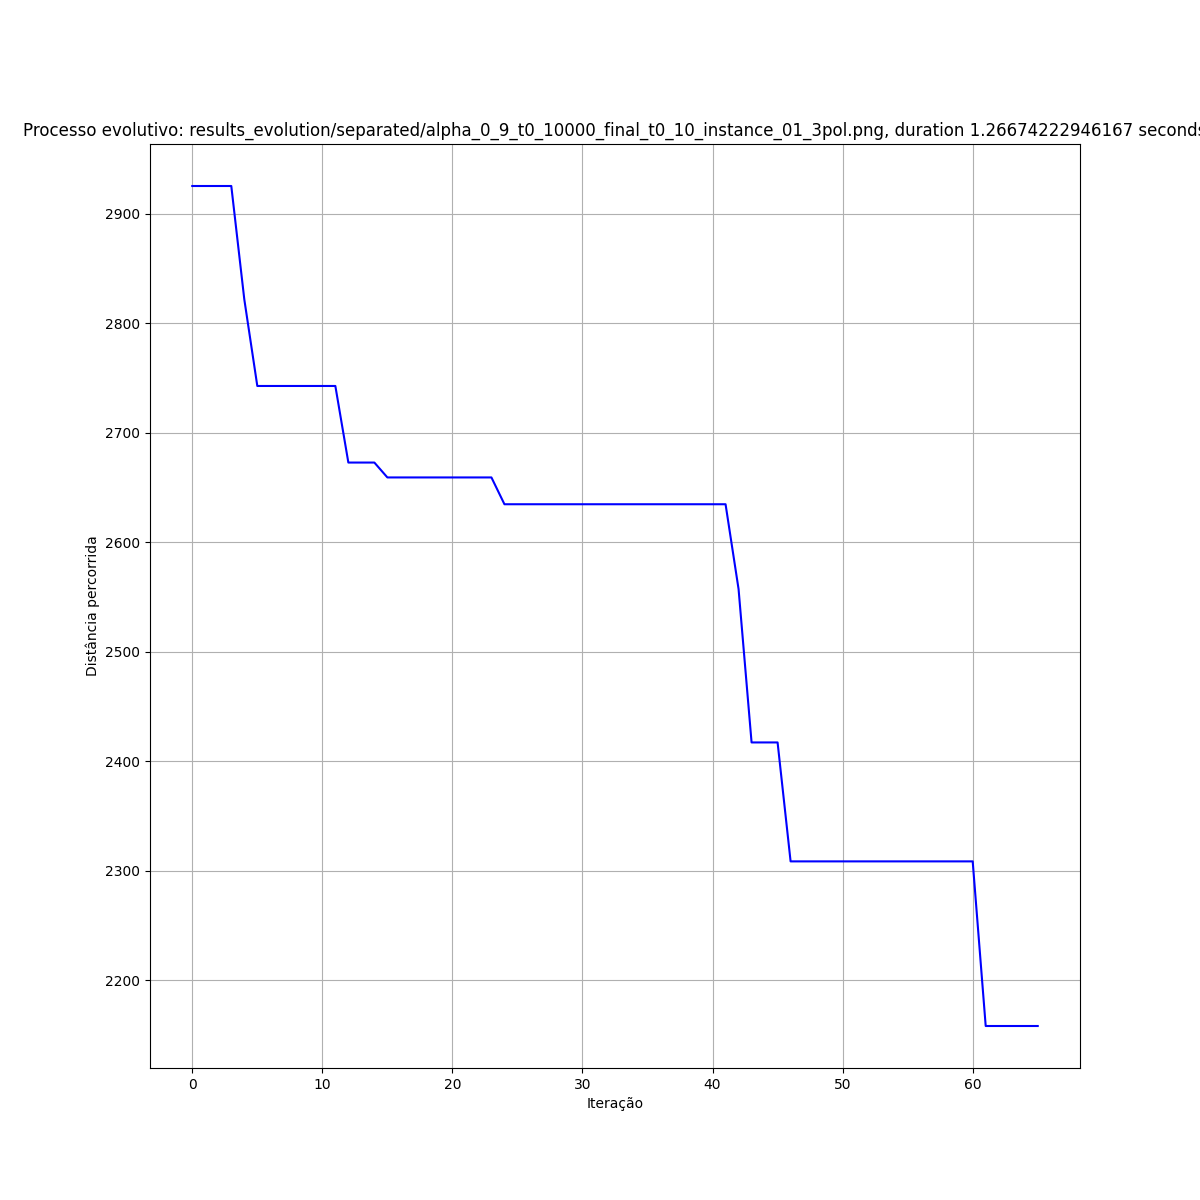 Processo evolutivo: results_evolution/separated/alpha_0_9_t0_10000_final_t0_10_instance_01_3pol.png, duration 1.26674222946167 seconds
2900
2800
2700
2600
2500
2400
2300
2200
Distância percorrida
0 10 20 30 40 50 60
Iteração